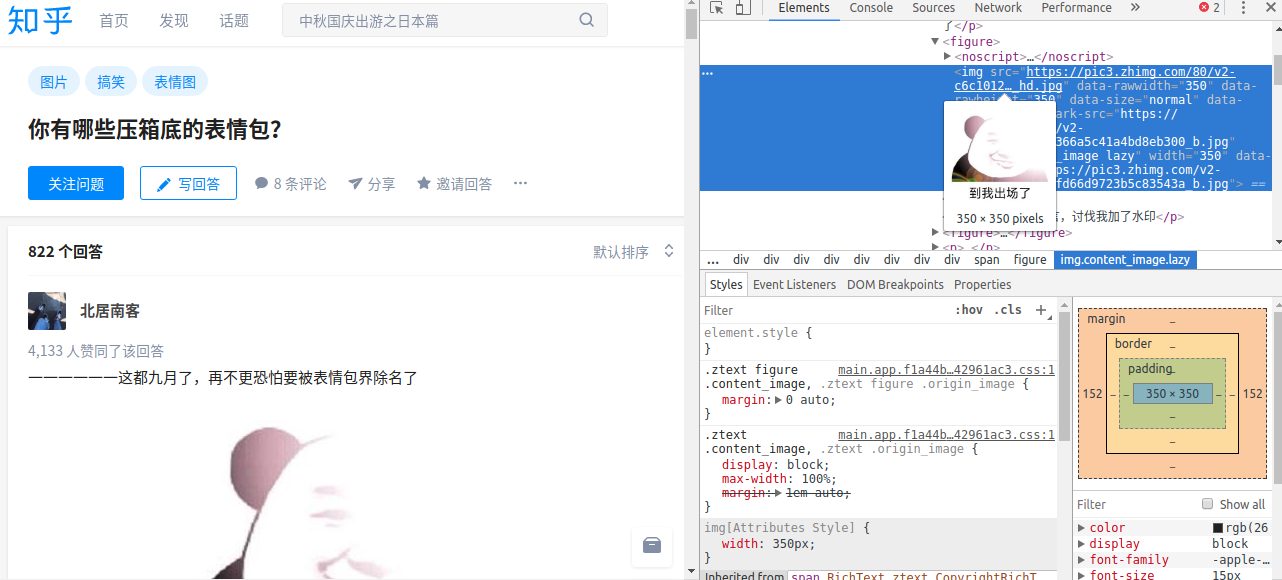 知乎 首页 发现 话题 中秋国庆出游之日本篇
图片 搞笑 表情图
你有哪些压箱底的表情包？
关注问题 写回答 8 条评论 分享 邀请回答 ···
822 个回答 默认排序
北居南客
4,133 人赞同了该回答
一一一一一一这都九月了，再不更恐怕要被表情包界除名了
Elements Console Sources Network Performance » 2
</p>
▼<figure>
▶<noscript>…</noscript>
<img src="https://pic3.zhimg.com/80/v2-
c6c1012…_hd.jpg" data-rawwidth="350" data-
rawheight="350" data-size="normal" data-
ark-src="https://
/v2-
366a5c41a4bd8eb300_b.jpg"
_image lazy" width="350" data-
ps://pic3.zhimg.com/v2-
fd66d9723b5c83543a_b.jpg"> ==
到我出场了
350 × 350 pixels
，讨伐我加了水印</p>
▶<figure>…</figure>
▶<p> </p>
... div div div div div div div div span figure img.content_image.lazy
Styles Event Listeners DOM Breakpoints Properties
Filter :hov .cls +
element.style {
}
.ztext figure main.app.f1a44b…42961ac3.css:1
.content_image, .ztext figure .origin_image {
margin:▶0 auto;
}
.ztext main.app.f1a44b…42961ac3.css:1
.content_image, .ztext .origin_image {
display: block;
max-width: 100%;
margin:▶1em auto;
}
img[Attributes Style] {
width: 350px;
}
Inherited from span.RichText.ztext.CopyrightRichT
margin –
border –
padding –
152 – – 350 × 350 – – 152
–
–
–
Filter Show all
▶ color rgb(26
▶ display block
▶ font-family -apple-…
▶ font-size 15px